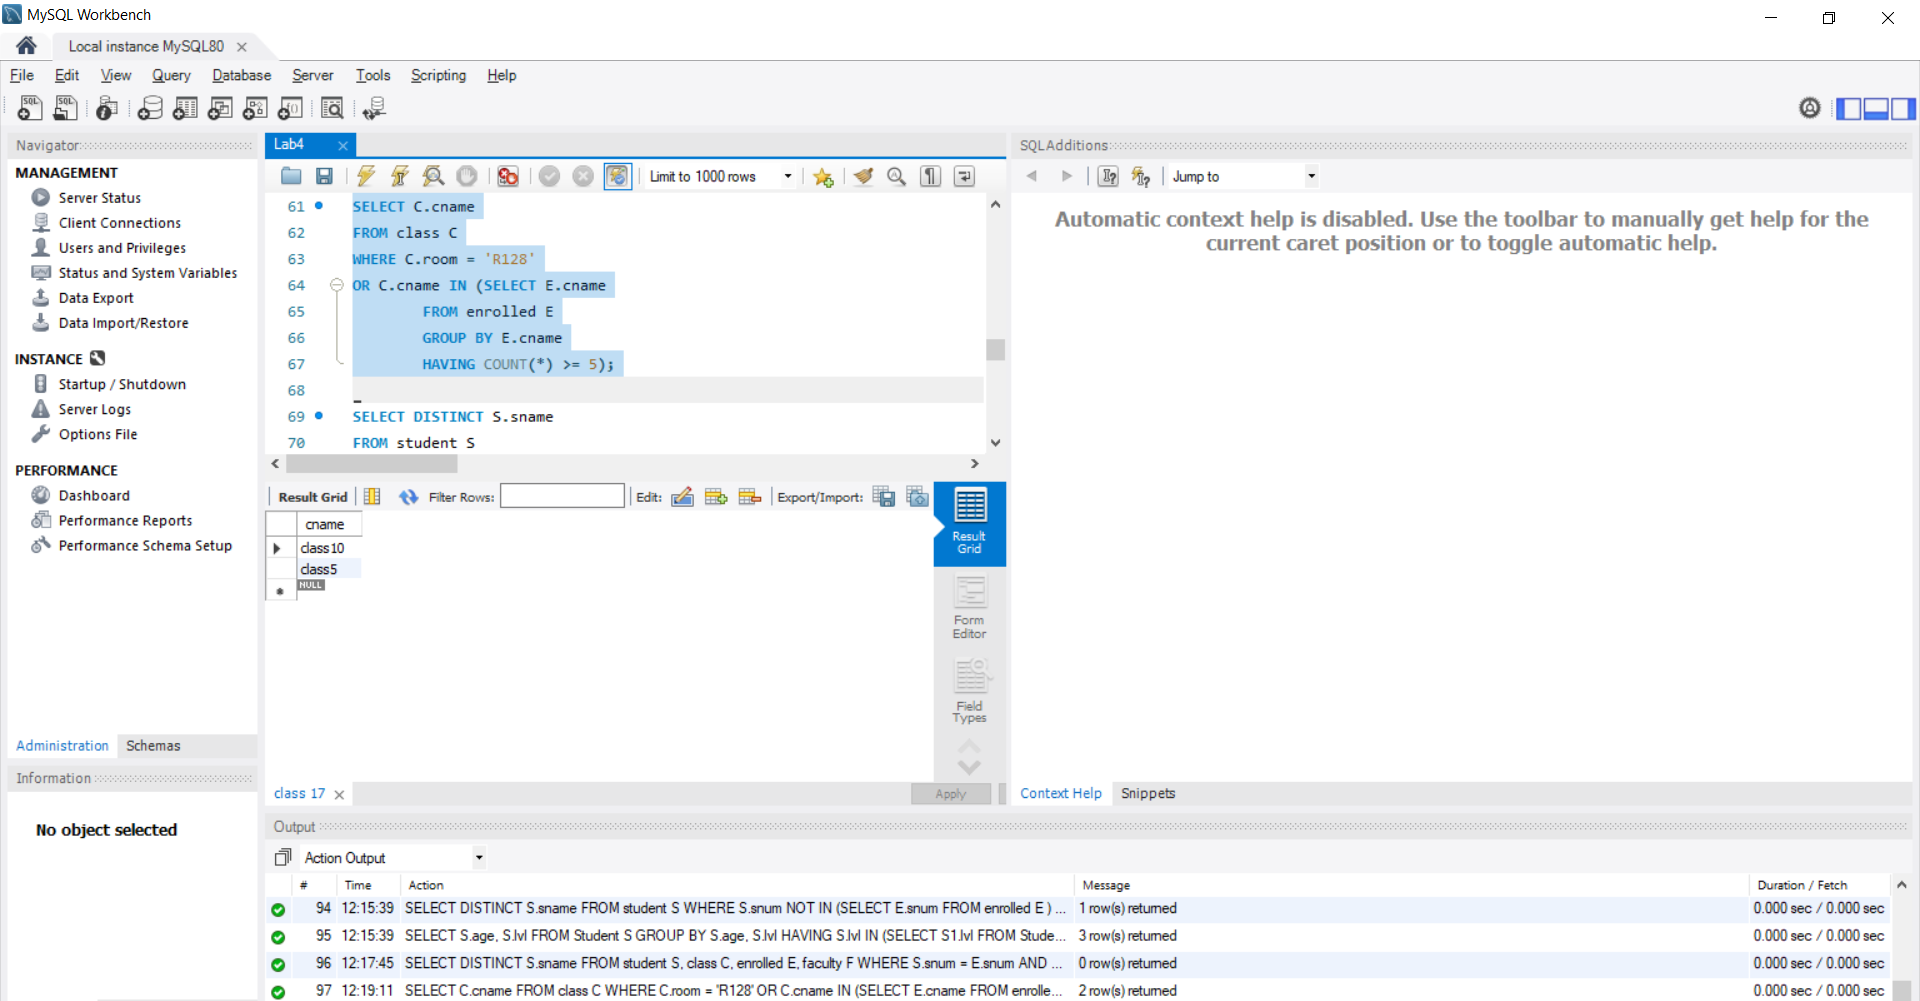 MySQL Workbench
Local instance MySQL80
File Edit View Query Database Server Tools Scripting Help
Navigator
MANAGEMENT
Server Status
Client Connections
Users and Privileges
Status and System Variables
Data Export
Data Import/Restore
INSTANCE
Startup / Shutdown
Server Logs
Options File
PERFORMANCE
Dashboard
Performance Reports
Performance Schema Setup
Administration Schemas
Information
No object selected
Lab4
Limit to 1000 rows
61 SELECT C.cname
62 FROM class C
63 WHERE C.room = 'R128'
64 OR C.cname IN (SELECT E.cname
65 FROM enrolled E
66 GROUP BY E.cname
67 HAVING COUNT(*) >= 5);
68
69 SELECT DISTINCT S.sname
70 FROM student S
Result Grid Filter Rows: Edit: Export/Import:
cname
class10
class5
NULL
Result Grid
Form Editor
Field Types
class 17 Apply
SQLAdditions
Jump to
Automatic context help is disabled. Use the toolbar to manually get help for the
current caret position or to toggle automatic help.
Context Help Snippets
Output
Action Output
# Time Action Message Duration / Fetch
94 12:15:39 SELECT DISTINCT S.sname FROM student S WHERE S.snum NOT IN (SELECT E.snum FROM enrolled E ) ... 1 row(s) returned 0.000 sec / 0.000 sec
95 12:15:39 SELECT S.age, S.lvl FROM Student S GROUP BY S.age, S.lvl HAVING S.lvl IN (SELECT S1.lvl FROM Stude... 3 row(s) returned 0.000 sec / 0.000 sec
96 12:17:45 SELECT DISTINCT S.sname FROM student S, class C, enrolled E, faculty F WHERE S.snum = E.snum AND ... 0 row(s) returned 0.000 sec / 0.000 sec
97 12:19:11 SELECT C.cname FROM class C WHERE C.room = 'R128' OR C.cname IN (SELECT E.cname FROM enrolle... 2 row(s) returned 0.000 sec / 0.000 sec